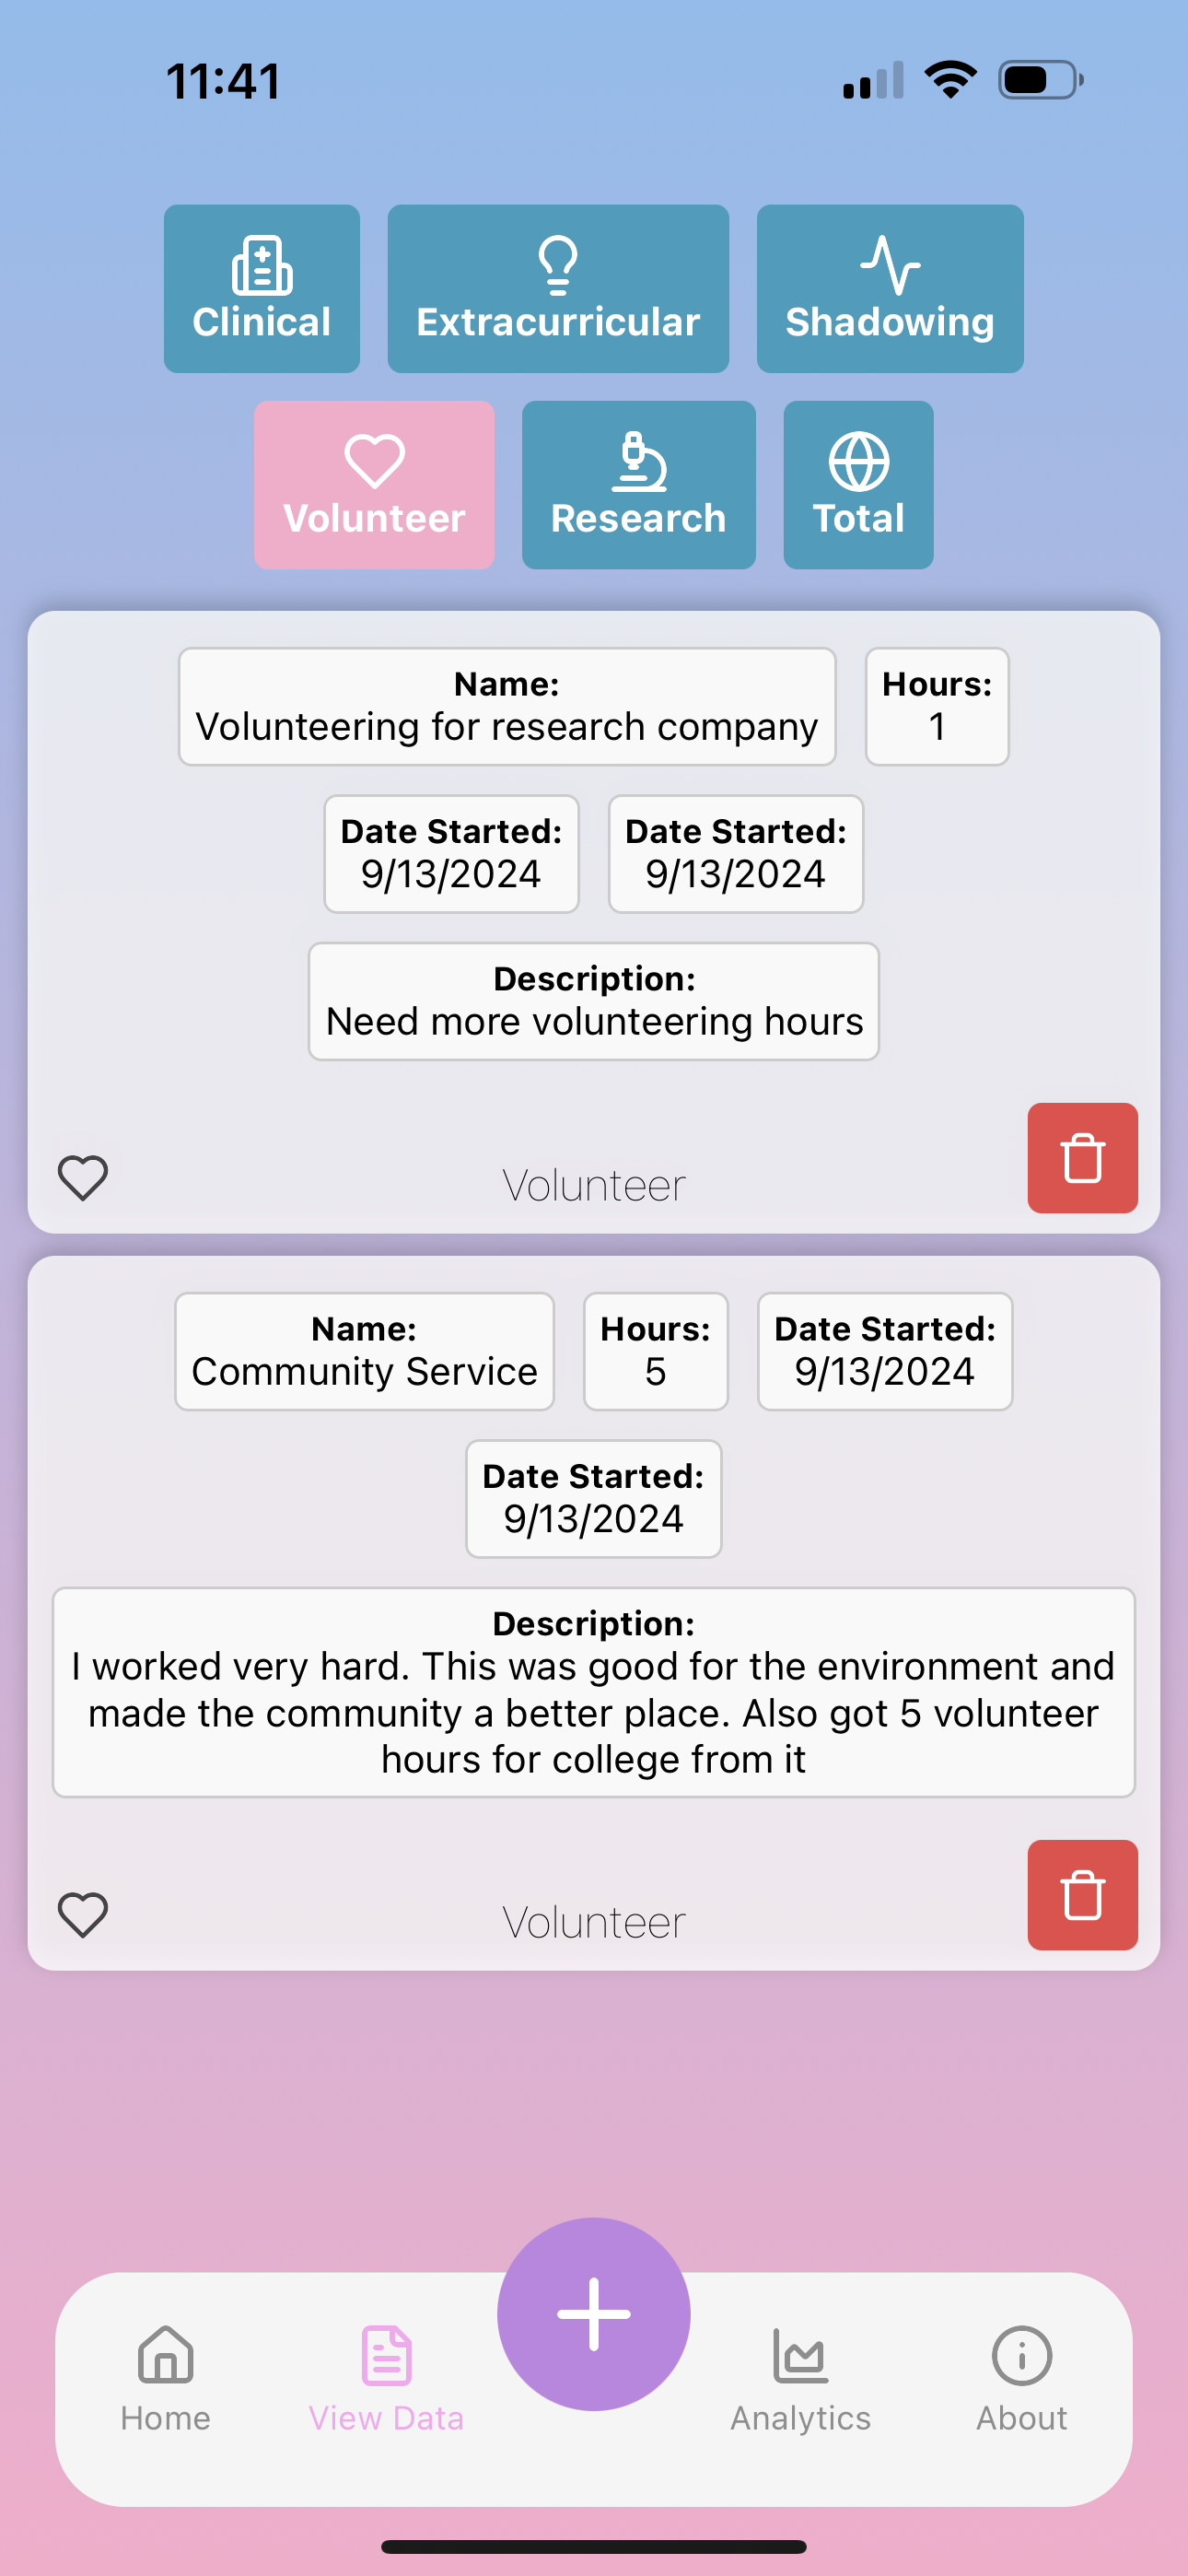 11:41
Clinical
Extracurricular
Shadowing
Volunteer
Research
Total
Name:
Volunteering for research company
Hours:
1
Date Started:
9/13/2024
Date Started:
9/13/2024
Description:
Need more volunteering hours
Volunteer
Name:
Community Service
Hours:
5
Date Started:
9/13/2024
Date Started:
9/13/2024
Description:
I worked very hard. This was good for the environment and
made the community a better place. Also got 5 volunteer
hours for college from it
Volunteer
Home
View Data
Analytics
About